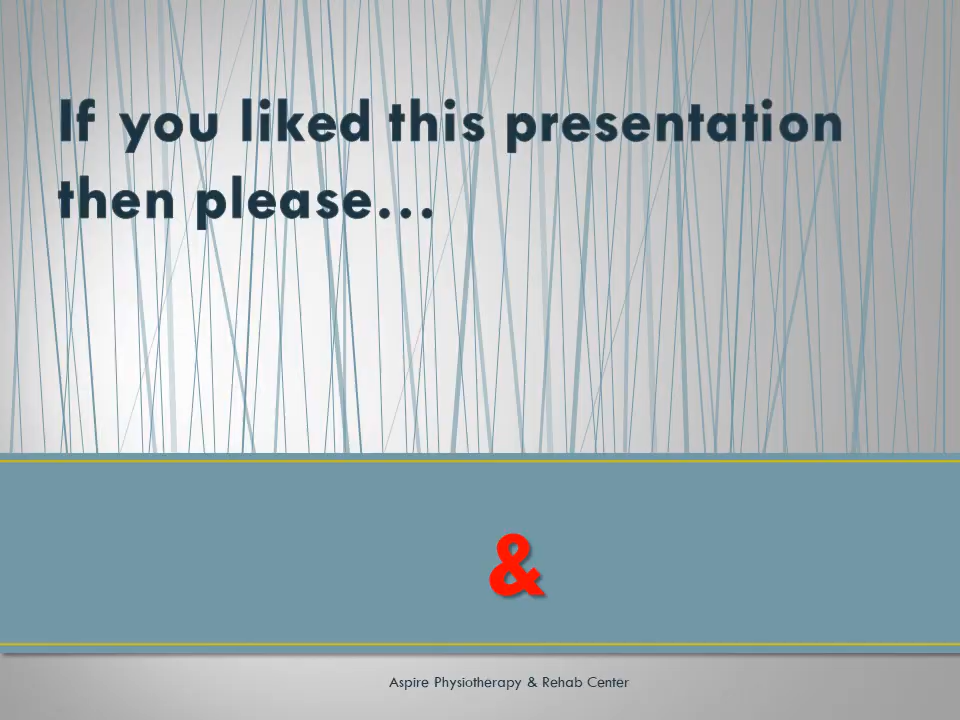 If you liked this presentation
then please...
&
Aspire Physiotherapy & Rehab Center